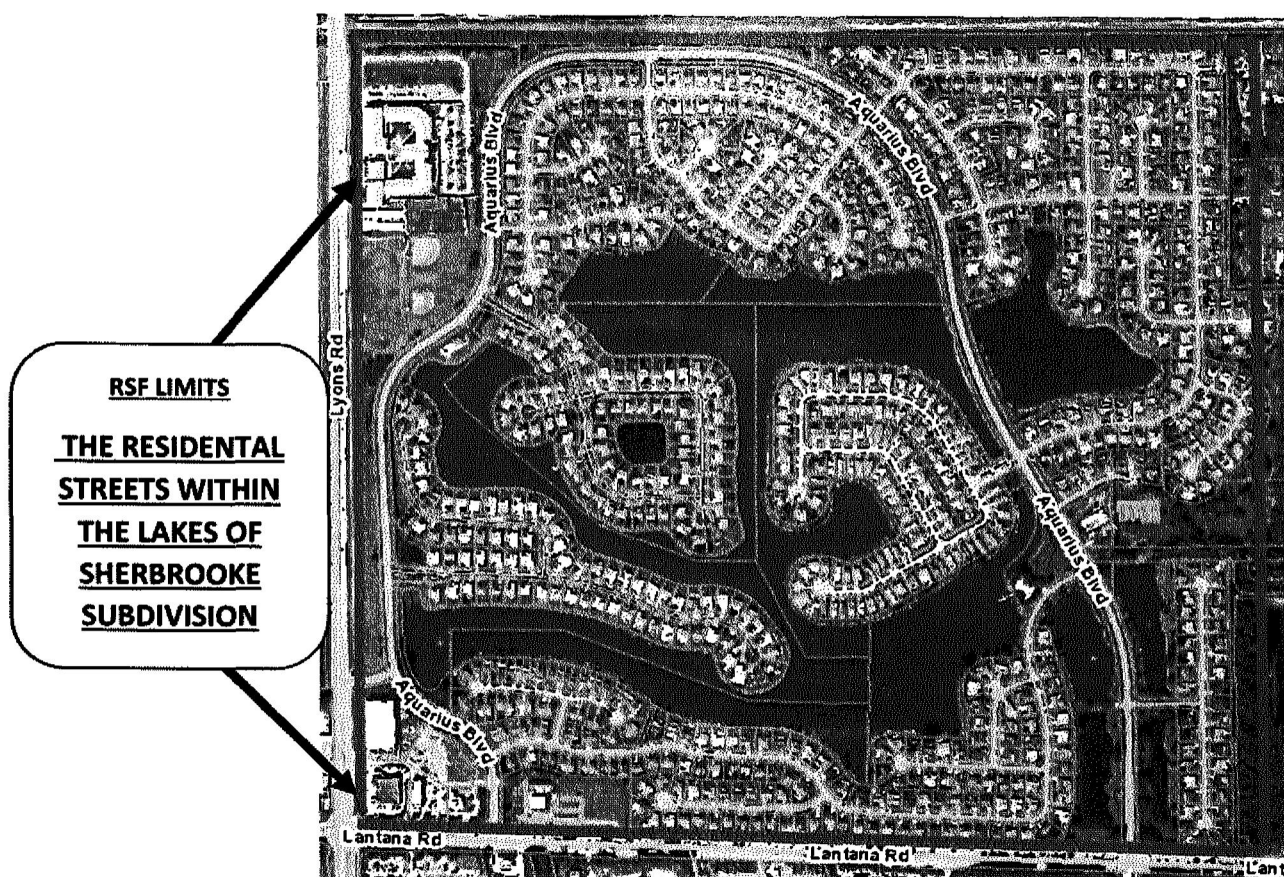 Aquarius Blvd
Aquarius Blvd
Lyons Rd
RSF LIMITS
THE RESIDENTAL
STREETS WITHIN
THE LAKES OF
SHERBROOKE
SUBDIVISION
Aquarius Blvd
Aquarius Blvd
Lantana Rd
Lantana Rd
Lant